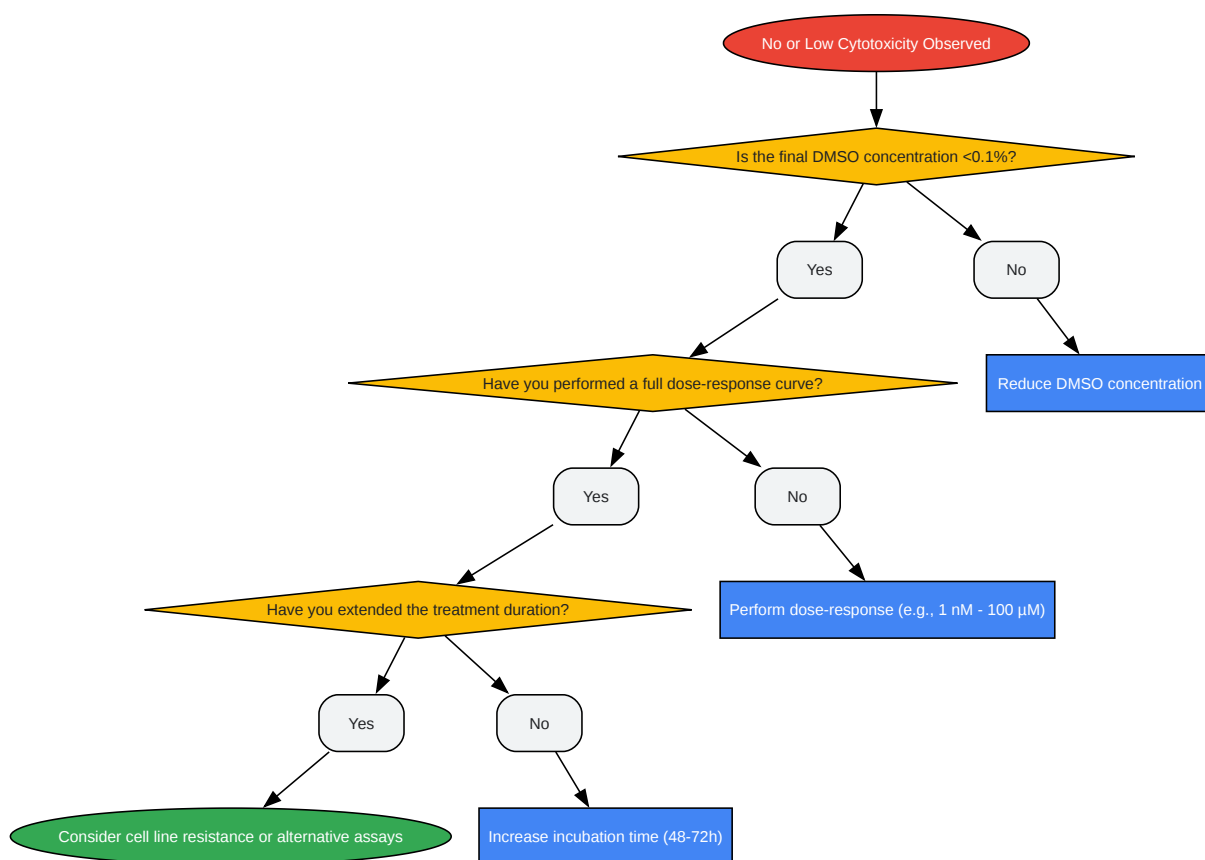 No or Low Cytotoxicity Observed
Is the final DMSO concentration <0.1%?
Yes
No
Have you performed a full dose-response curve?
Reduce DMSO concentration
Yes
No
Have you extended the treatment duration?
Perform dose-response (e.g., 1 nM - 100 µM)
Yes
No
Consider cell line resistance or alternative assays
Increase incubation time (48-72h)